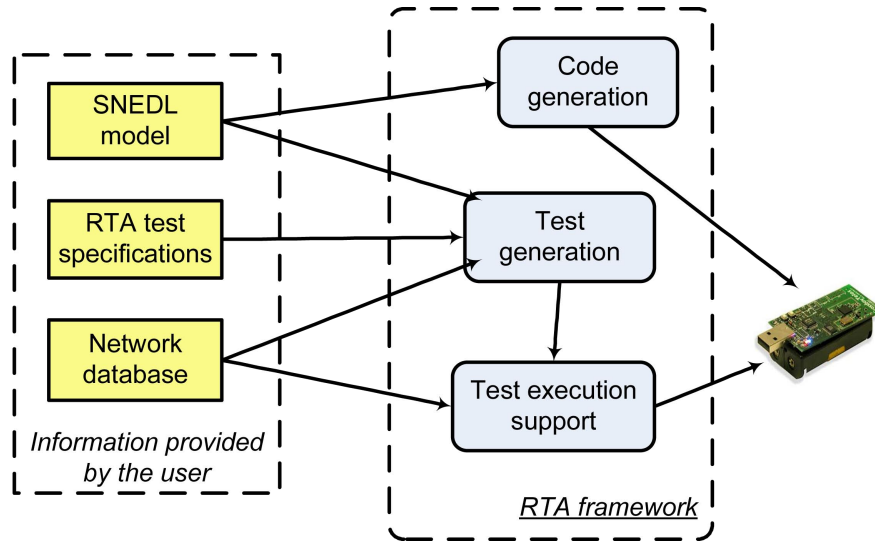 SNEDL
model
RTA test
specifications
Network
database
Information provided
by the user
Code
generation
Test
generation
Test execution
support
RTA framework